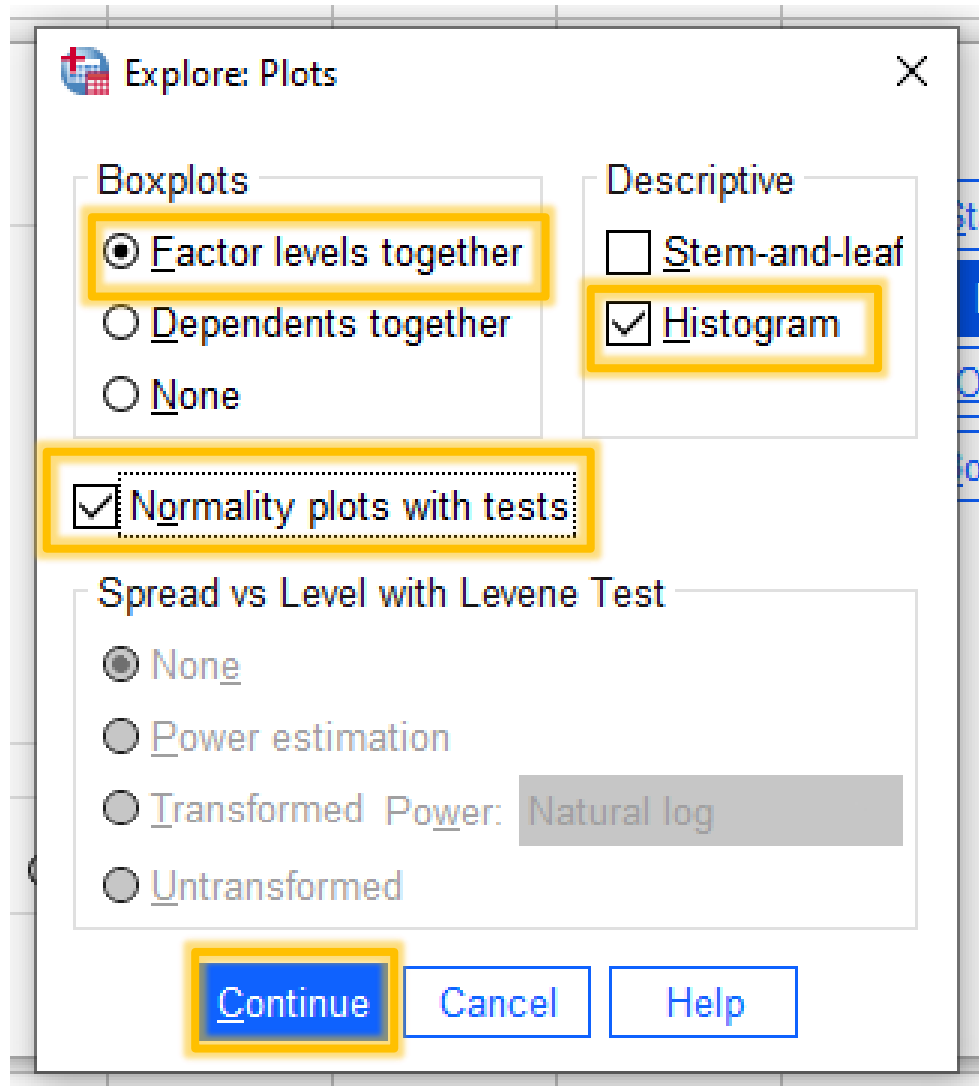 Explore: Plots
Boxplots
Factor levels together
Dependents together
None
Descriptive
Stem-and-leaf
Histogram
Normality plots with tests
Spread vs Level with Levene Test
None
Power estimation
Transformed Power: Natural log
Untransformed
Continue Cancel Help